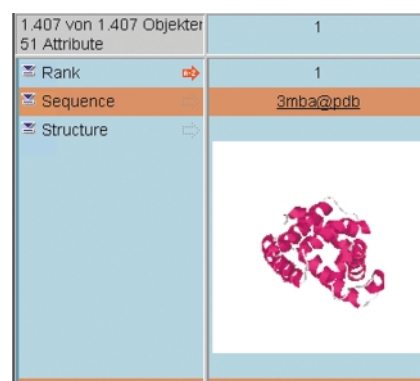 1.407 von 1.407 Objekter
51 Attribute
1
Rank
1
Sequence
3mba@pdb
Structure